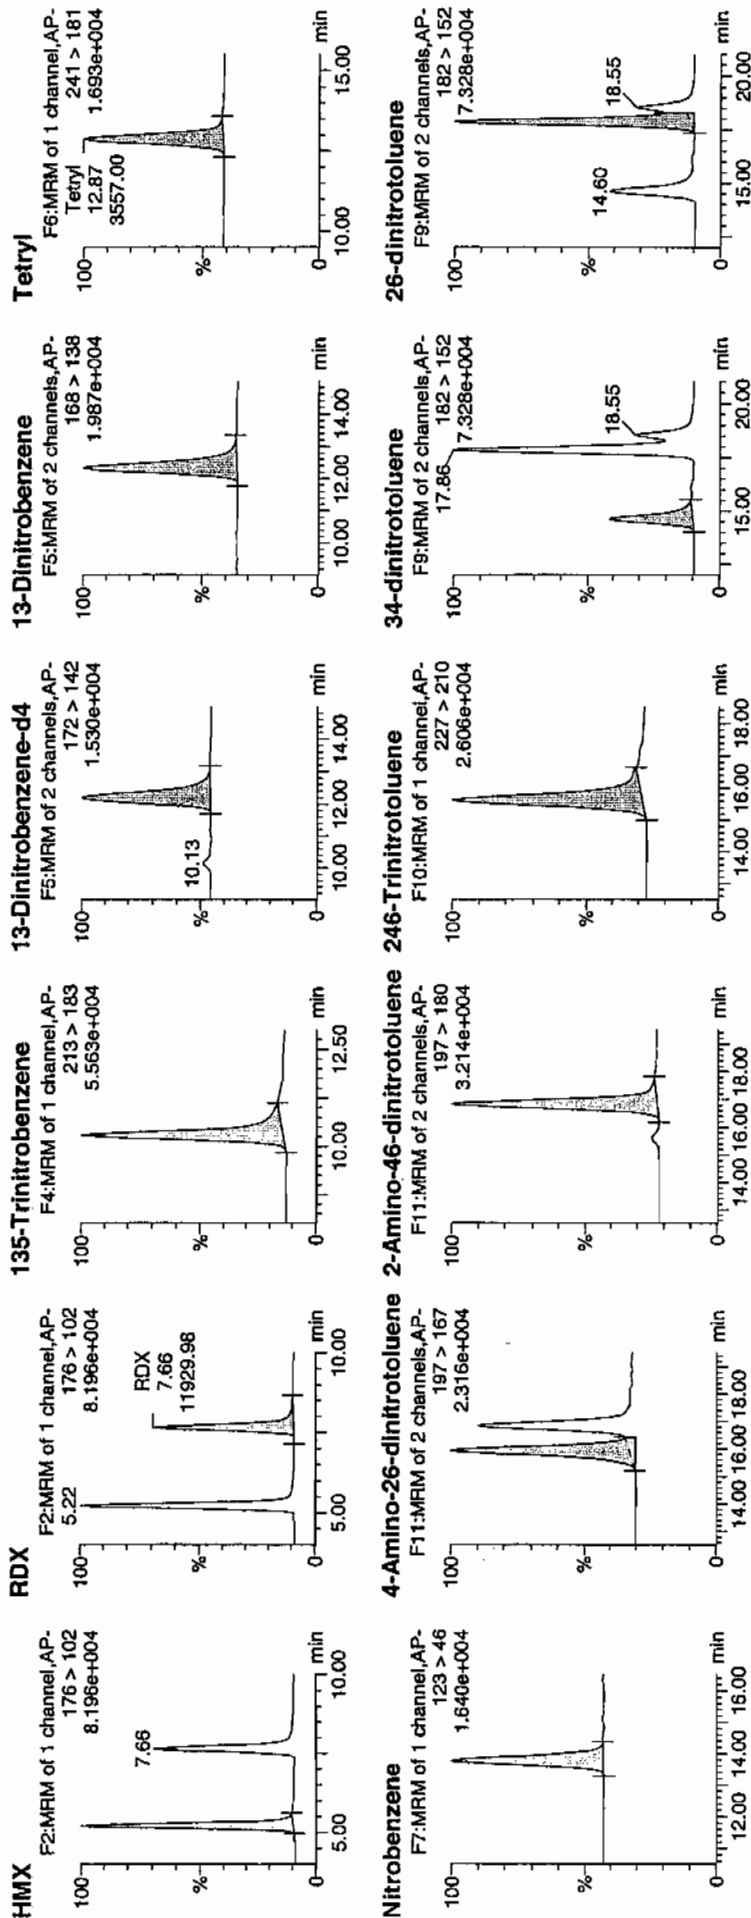 HMX
F2:MRM of 1 channel,AP-
176 > 102
8.196e+004
100
7.66
%
0
5.00
10.00
min
RDX
F2:MRM of 1 channel,AP-
176 > 102
8.196e+004
100
5.22
RDX
7.66
11929.98
%
0
5.00
10.00
min
135-Trinitrobenzene
F4:MRM of 1 channel,AP-
213 > 183
5.563e+004
100
%
0
10.00
12.50
min
13-Dinitrobenzene-d4
F5:MRM of 2 channels,AP-
172 > 142
1.530e+004
100
10.13
%
0
10.00
12.00
14.00
min
13-Dinitrobenzene
F5:MRM of 2 channels,AP-
168 > 138
1.987e+004
100
%
0
10.00
12.00
14.00
min
Tetryl
F6:MRM of 1 channel,AP-
241 > 181
1.693e+004
100
Tetryl
12.87
3557.00
%
0
10.00
15.00
min
Nitrobenzene
F7:MRM of 1 channel,AP-
123 > 46
1.640e+004
100
%
0
12.00
14.00
16.00
min
4-Amino-26-dinitrotoluene
F11:MRM of 2 channels,AP-
197 > 167
2.316e+004
100
%
0
14.00
16.00
18.00
min
2-Amino-46-dinitrotoluene
F11:MRM of 2 channels,AP-
197 > 180
3.214e+004
100
%
0
14.00
16.00
18.00
min
246-Trinitrotoluene
F10:MRM of 1 channel,AP-
227 > 210
2.606e+004
100
%
0
14.00
16.00
18.00
min
34-dinitrotoluene
F9:MRM of 2 channels,AP-
182 > 152
7.328e+004
100
17.86
18.55
%
0
15.00
20.00
min
26-dinitrotoluene
F9:MRM of 2 channels,AP-
182 > 152
7.328e+004
100
14.60
18.55
%
0
15.00
20.00
min